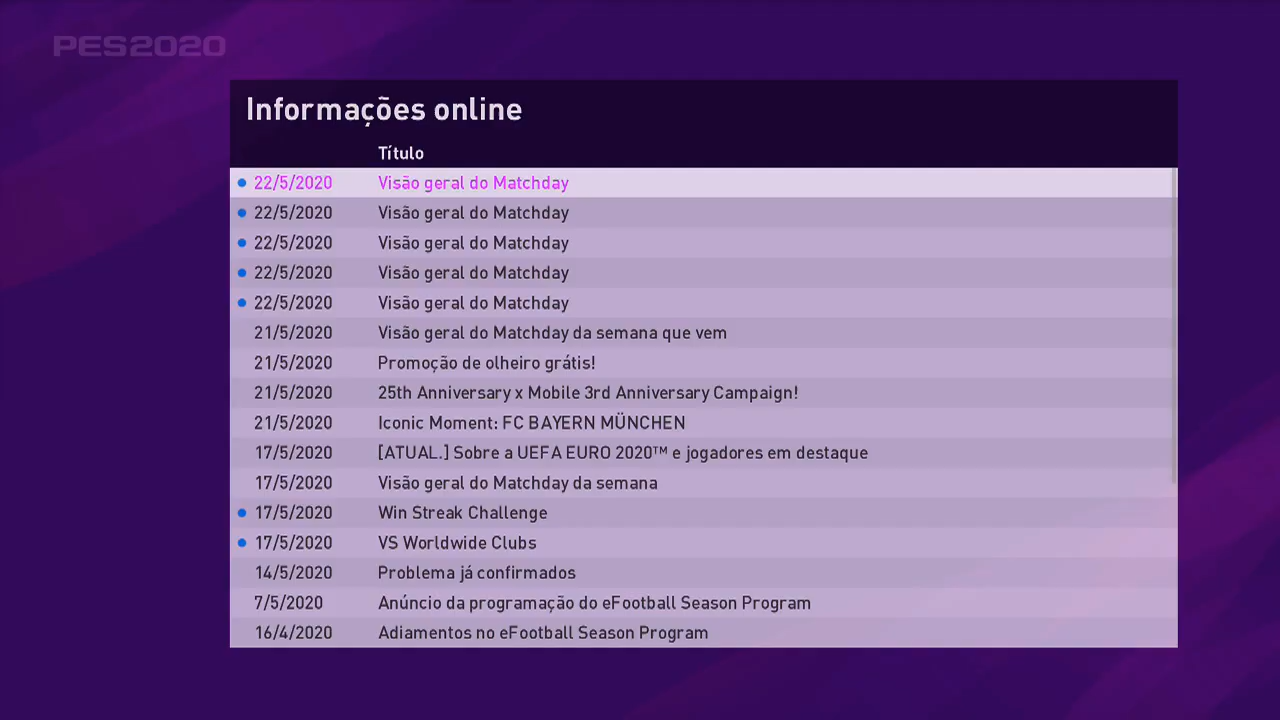 PES2020
Informações online
Título
22/5/2020 Visão geral do Matchday
22/5/2020 Visão geral do Matchday
22/5/2020 Visão geral do Matchday
22/5/2020 Visão geral do Matchday
22/5/2020 Visão geral do Matchday
21/5/2020 Visão geral do Matchday da semana que vem
21/5/2020 Promoção de olheiro grátis!
21/5/2020 25th Anniversary x Mobile 3rd Anniversary Campaign!
21/5/2020 Iconic Moment: FC BAYERN MÜNCHEN
17/5/2020 [ATUAL.] Sobre a UEFA EURO 2020™ e jogadores em destaque
17/5/2020 Visão geral do Matchday da semana
17/5/2020 Win Streak Challenge
17/5/2020 VS Worldwide Clubs
14/5/2020 Problema já confirmados
7/5/2020 Anúncio da programação do eFootball Season Program
16/4/2020 Adiamentos no eFootball Season Program